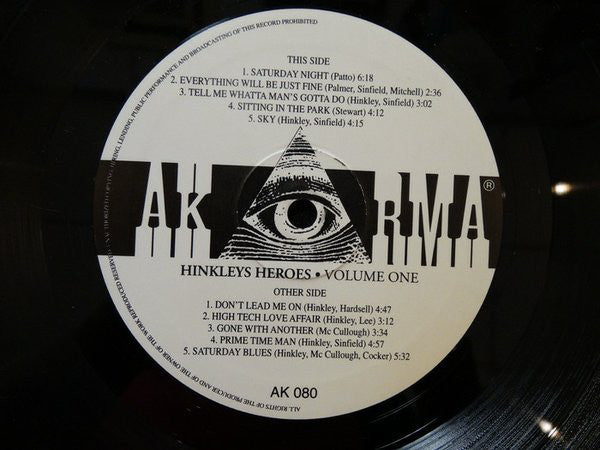 ALL RIGHTS OF THE PRODUCER AND OF THE OWNER OF THE WORK REPRODUCED RESERVED
LENDING, PUBLIC PERFORMANCE AND BROADCASTING OF THIS RECORD PROHIBITED
THIS SIDE
1. SATURDAY NIGHT (Patto) 6:18
2. EVERYTHING WILL BE JUST FINE (Palmer, Sinfield, Mitchell) 2:36
3. TELL ME WHATTA MAN'S GOTTA DO (Hinkley, Sinfield) 3:02
4. SITTING IN THE PARK (Stewart) 4:12
5. SKY (Hinkley, Sinfield) 4:15
AK RMA ®
HINKLEYS HEROES • VOLUME ONE
OTHER SIDE
1. DON'T LEAD ME ON (Hinkley, Hardsell) 4:47
2. HIGH TECH LOVE AFFAIR (Hinkley, Lee) 3:12
3. GONE WITH ANOTHER (Mc Cullough) 3:34
4. PRIME TIME MAN (Hinkley, Sinfield) 4:57
5. SATURDAY BLUES (Hinkley, Mc Cullough, Cocker) 5:32
AK 080